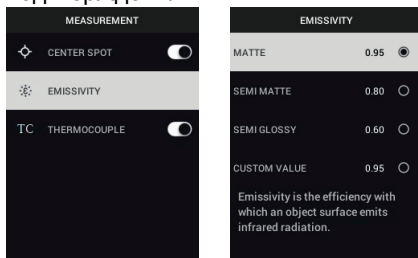 MEASUREMENT
CENTER SPOT
EMISSIVITY
TC THERMOCOUPLE
EMISSIVITY
MATTE 0.95
SEMI MATTE 0.80
SEMI GLOSSY 0.60
CUSTOM VALUE 0.95
Emissivity is the efficiency with
which an object surface emits
infrared radiation.